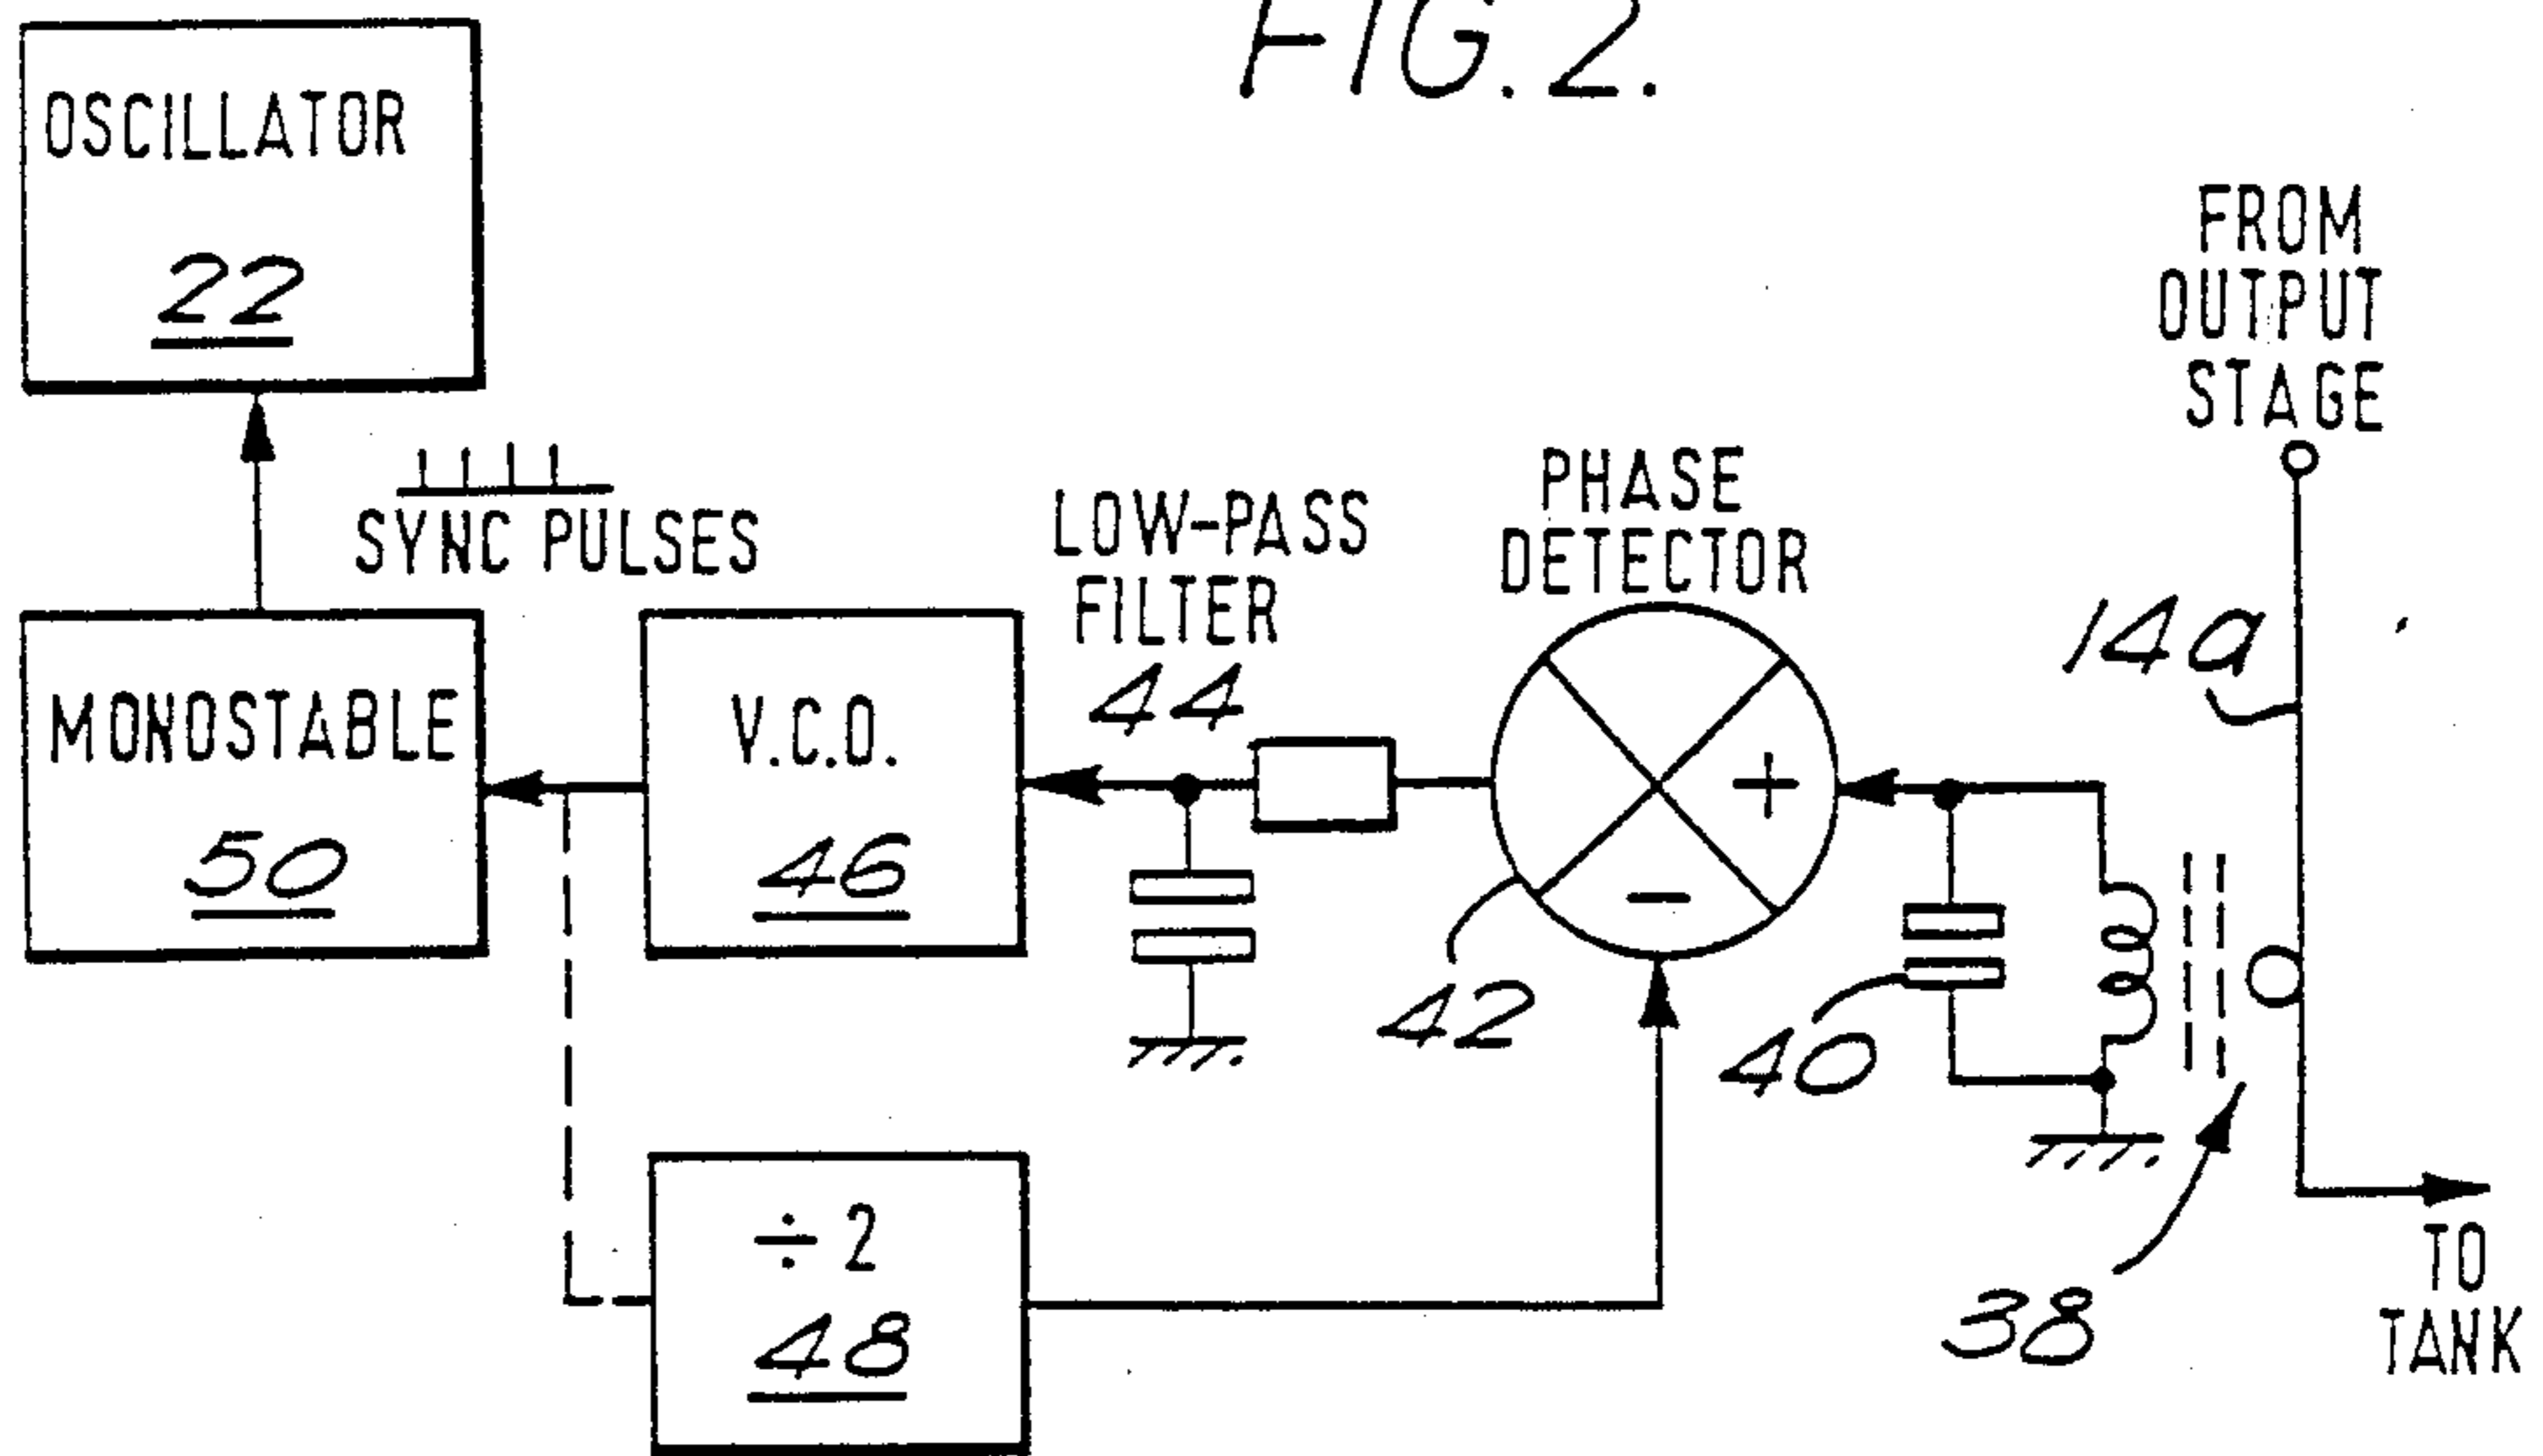 FIG. 2.
OSCILLATOR
22
SYNC PULSES
MONOSTABLE
50
V.C.O.
46
LOW-PASS
FILTER
44
PHASE
DETECTOR
+
−
42
FROM
OUTPUT
STAGE
14a
40
38
TO
TANK
÷ 2
48